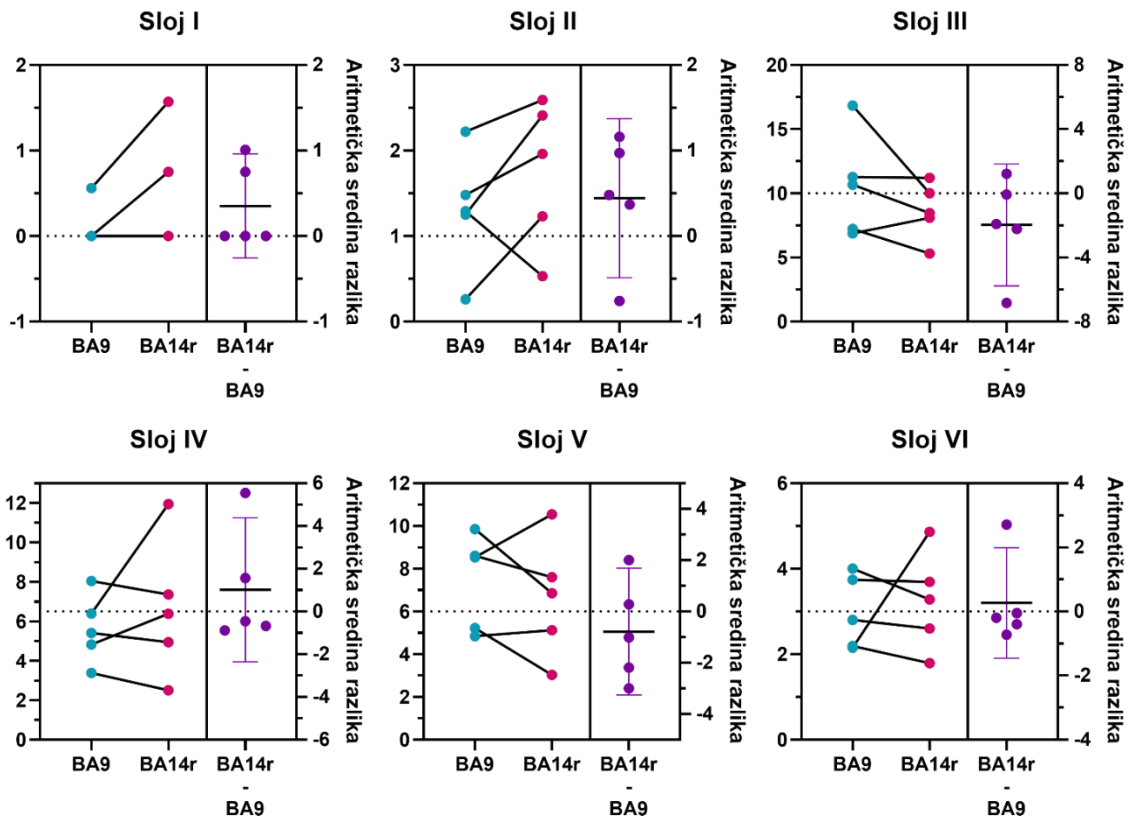 Sloj I
2
1
0
-1
2
1
0
-1
Aritmetička sredina razlika
BA9
BA14r
BA14r
-
BA9
Sloj II
3
2
1
0
2
1
0
-1
Aritmetička sredina razlika
BA9
BA14r
BA14r
-
BA9
Sloj III
20
15
10
5
0
8
4
0
-4
-8
Aritmetička sredina razlika
BA9
BA14r
BA14r
-
BA9
Sloj IV
12
10
8
6
4
2
0
6
4
2
0
-2
-4
-6
Aritmetička sredina razlika
BA9
BA14r
BA14r
-
BA9
Sloj V
12
10
8
6
4
2
0
4
2
0
-2
-4
Aritmetička sredina razlika
BA9
BA14r
BA14r
-
BA9
Sloj VI
6
4
2
0
4
2
0
-2
-4
Aritmetička sredina razlika
BA9
BA14r
BA14r
-
BA9